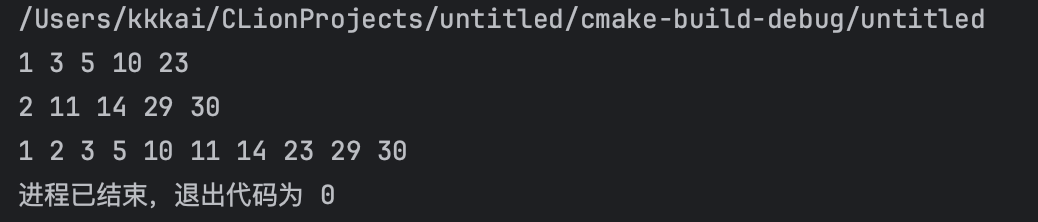 /Users/kkkai/CLionProjects/untitled/cmake-build-debug/untitled
1 3 5 10 23
2 11 14 29 30
1 2 3 5 10 11 14 23 29 30
进程已结束，退出代码为 0